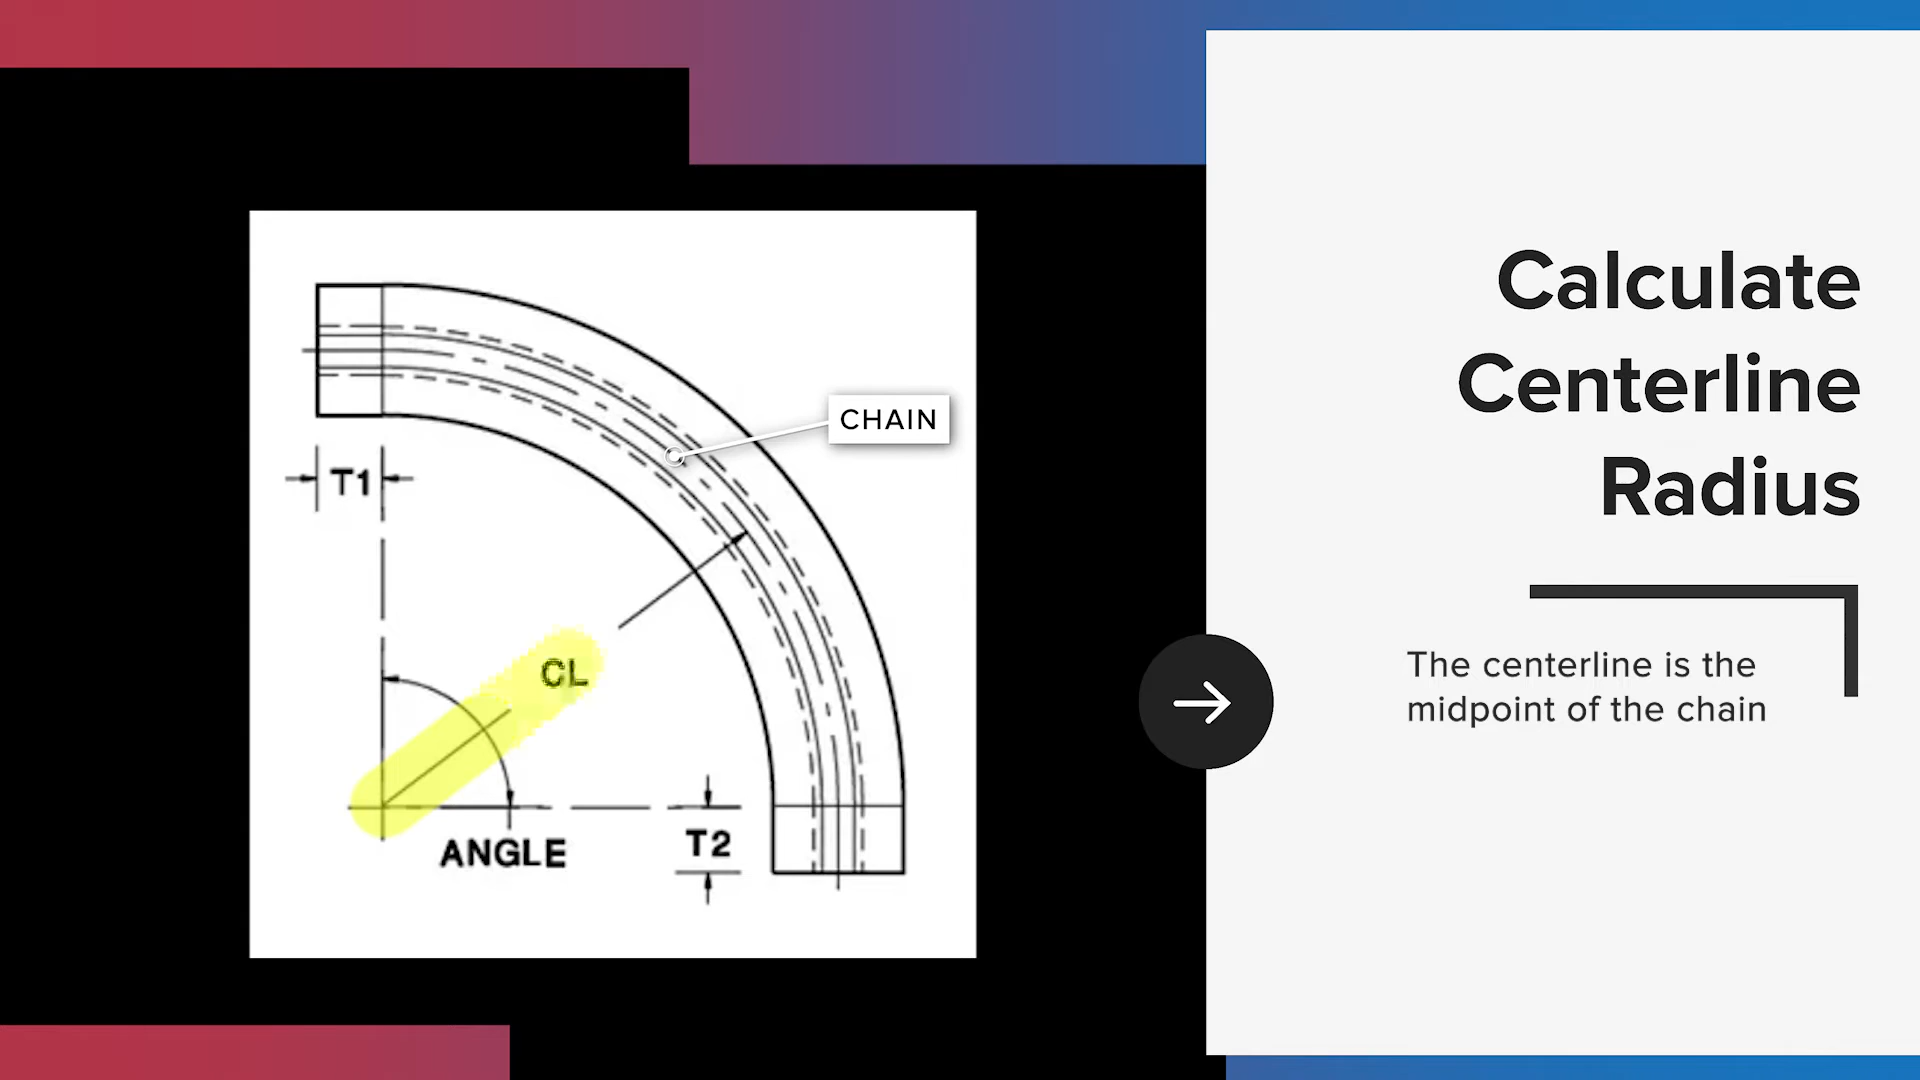 CHAIN
T1
CL
ANGLE
T2
Calculate
Centerline
Radius
The centerline is the
midpoint of the chain